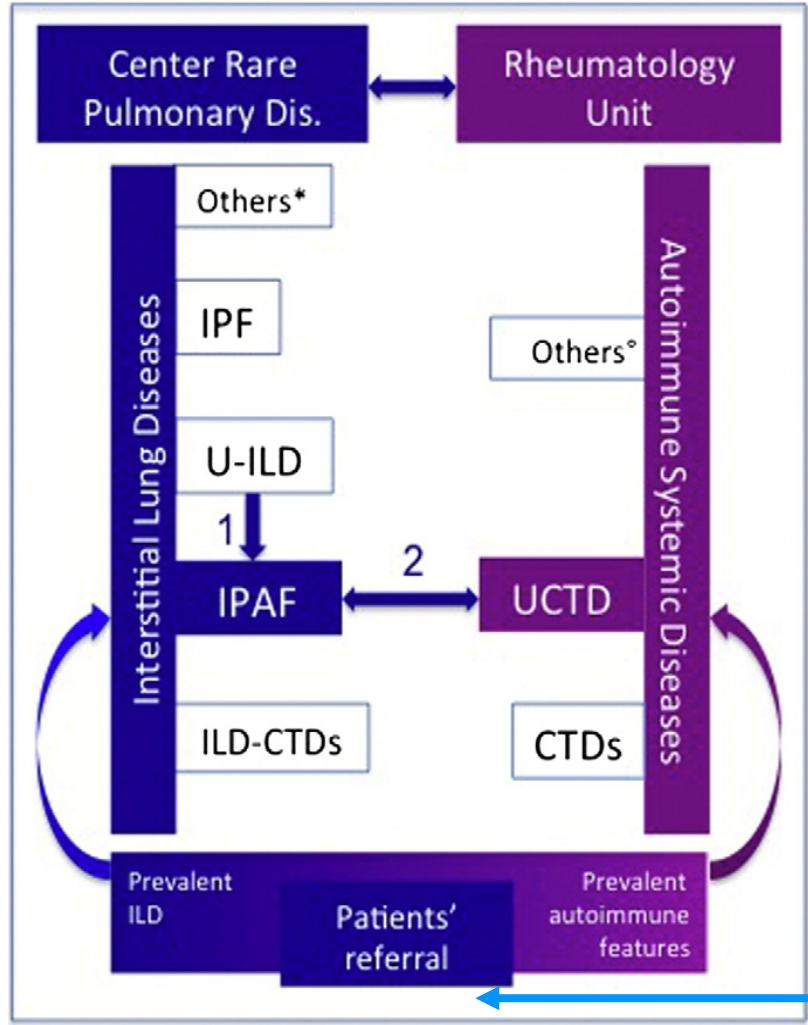 Center Rare
Pulmonary Dis.
Rheumatology
Unit
Interstitial Lung Diseases
Others*
IPF
U-ILD
1
IPAF
2
UCTD
ILD-CTDs
Others°
CTDs
Autoimmune Systemic Diseases
Prevalent
ILD
Patients’
referral
Prevalent
autoimmune
features